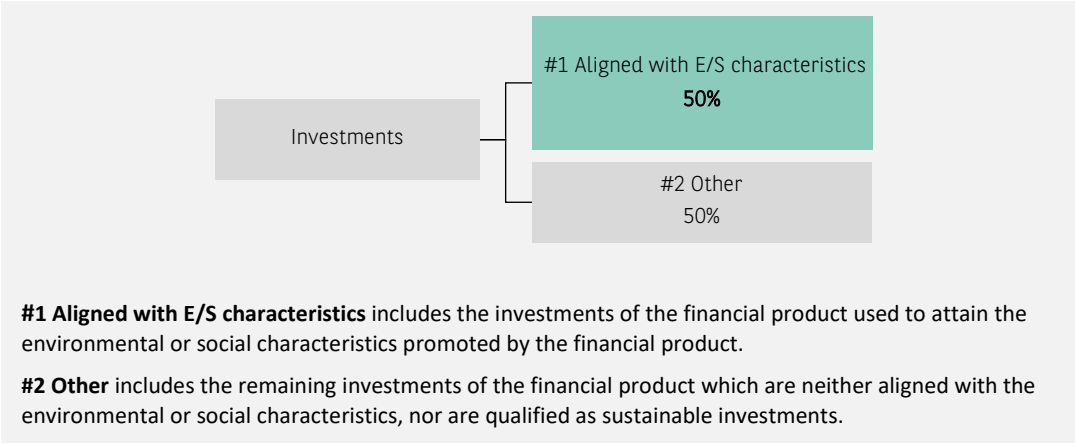 #1 Aligned with E/S characteristics
50%
Investments
#2 Other
50%
#1 Aligned with E/S characteristics includes the investments of the financial product used to attain the
environmental or social characteristics promoted by the financial product.
#2 Other includes the remaining investments of the financial product which are neither aligned with the
environmental or social characteristics, nor are qualified as sustainable investments.